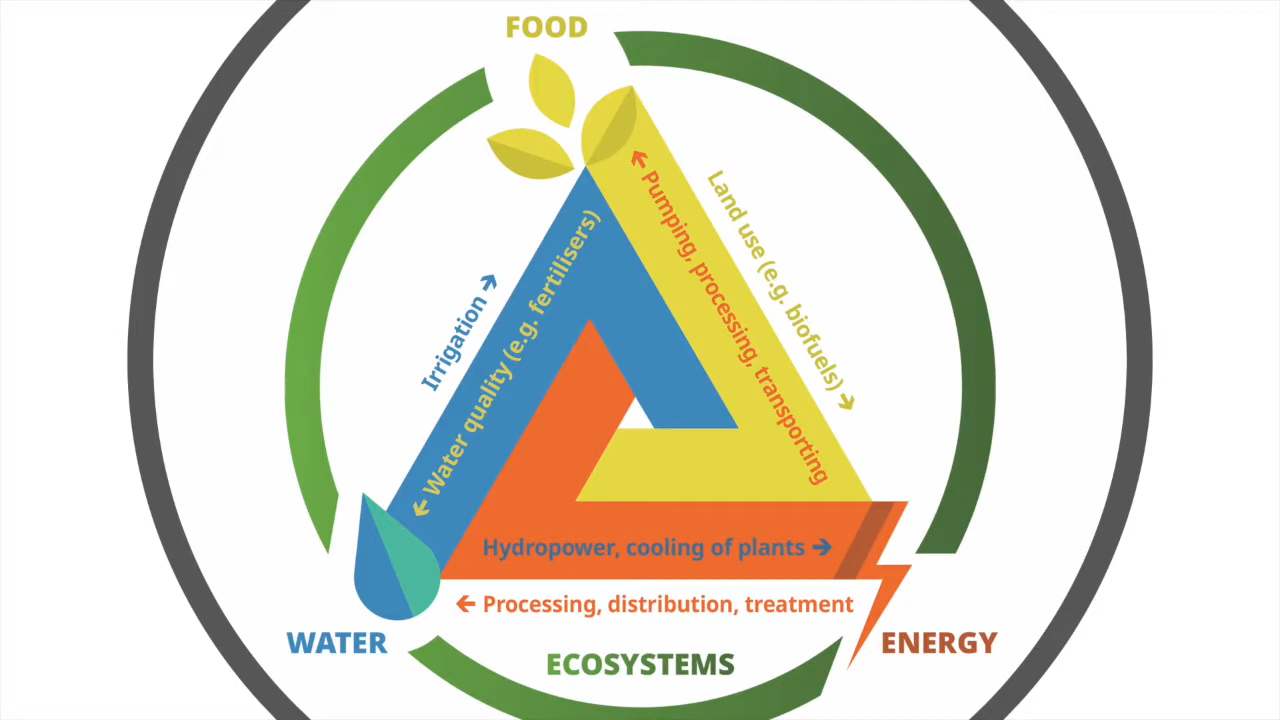 FOOD
Irrigation →
← Water quality (e.g. fertilisers)
← Pumping, processing, transporting
Land use (e.g. biofuels) →
Hydropower, cooling of plants →
← Processing, distribution, treatment
WATER
ENERGY
ECOSYSTEMS